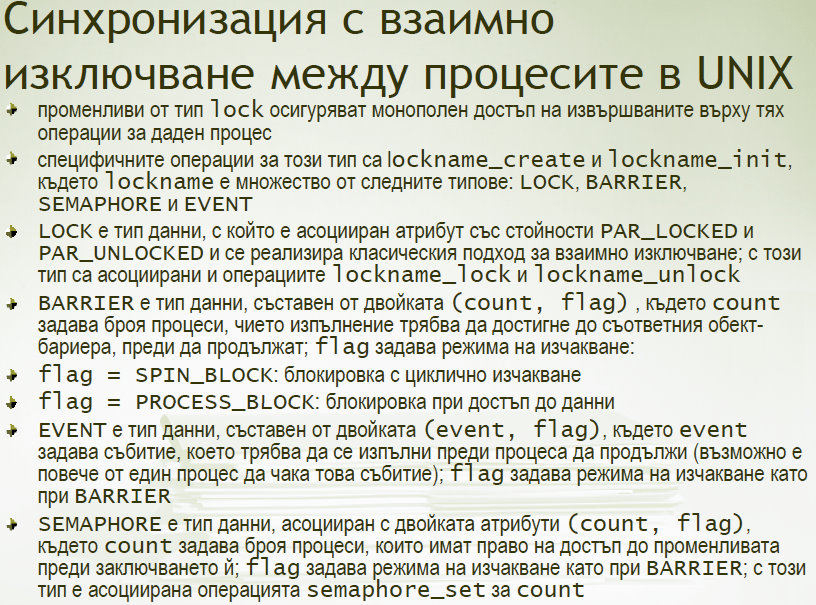 Синхронизация с взаимно
изключване между процесите в UNIX
променливи от тип lock осигуряват монополен достъп на извършваните върху тях
операции за даден процес
специфичните операции за този тип са lockname_create и lockname_init,
където lockname е множество от следните типове: LOCK, BARRIER,
SEMAPHORE и EVENT
LOCK е тип данни, с който е асоцииран атрибут със стойности PAR_LOCKED и
PAR_UNLOCKED и се реализира класическия подход за взаимно изключване; с този
тип са асоциирани и операциите lockname_lock и lockname_unlock
BARRIER е тип данни, съставен от двойката (count, flag) , където count
задава броя процеси, чието изпълнение трябва да достигне до съответния обект-
бариера, преди да продължат; flag задава режима на изчакване:
flag = SPIN_BLOCK: блокировка с циклично изчакване
flag = PROCESS_BLOCK: блокировка при достъп до данни
EVENT е тип данни, съставен от двойката (event, flag), където event
задава събитие, което трябва да се изпълни преди процеса да продължи (възможно е
повече от един процес да чака това събитие); flag задава режима на изчакване като
при BARRIER
SEMAPHORE е тип данни, асоцииран с двойката атрибути (count, flag),
където count задава броя процеси, които имат право на достъп до променливата
преди заключването й; flag задава режима на изчакване като при BARRIER; с този
тип е асоциирана операцията semaphore_set за count